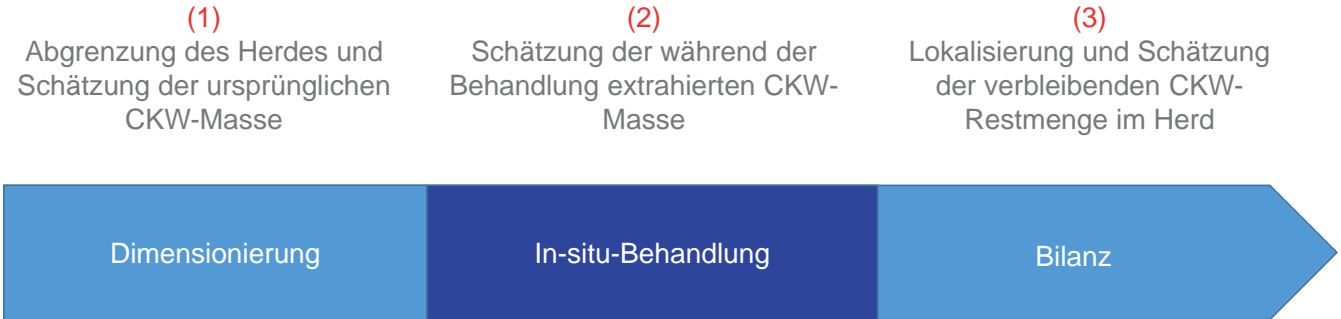 (1)
Abgrenzung des Herdes und
Schätzung der ursprünglichen
CKW-Masse
(2)
Schätzung der während der
Behandlung extrahierten CKW-
Masse
(3)
Lokalisierung und Schätzung
der verbleibenden CKW-
Restmenge im Herd
Dimensionierung
In-situ-Behandlung
Bilanz